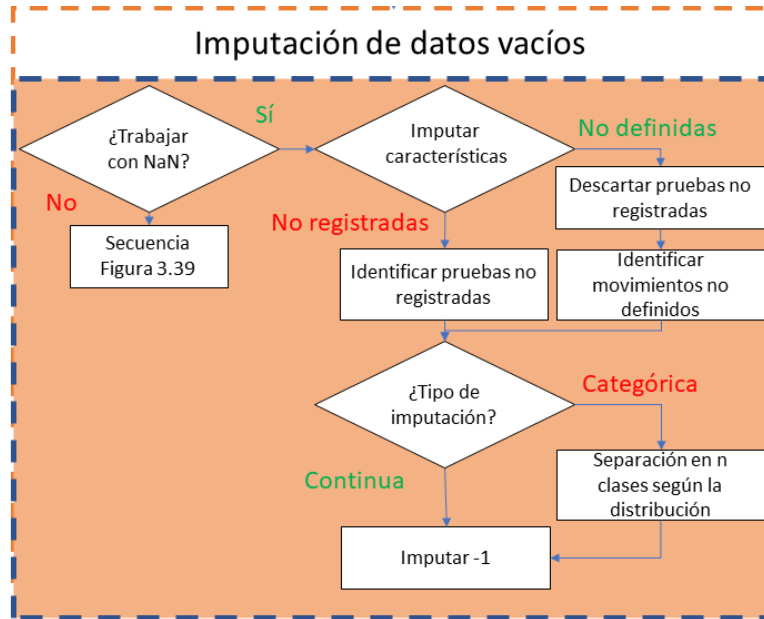 Imputación de datos vacíos
¿Trabajar
con NaN?
Sí
Imputar
características
No definidas
No
Secuencia
Figura 3.39
No registradas
Descartar pruebas no
registradas
Identificar pruebas no
registradas
Identificar
movimientos no
definidos
¿Tipo de
imputación?
Categórica
Continua
Separación en n
clases según la
distribución
Imputar -1